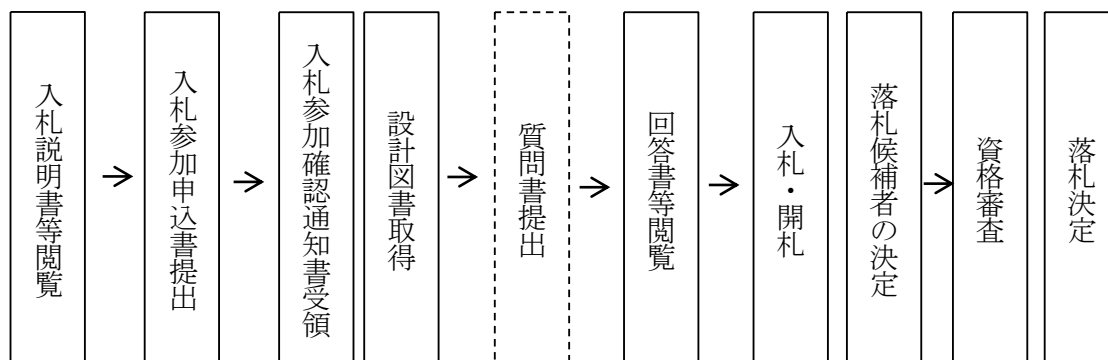 入札説明書等閲覧
入札参加申込書提出
入札参加確認通知書受領
設計図書取得
質問書提出
回答書等閲覧
入札・開札
落札候補者の決定
資格審査
落札決定